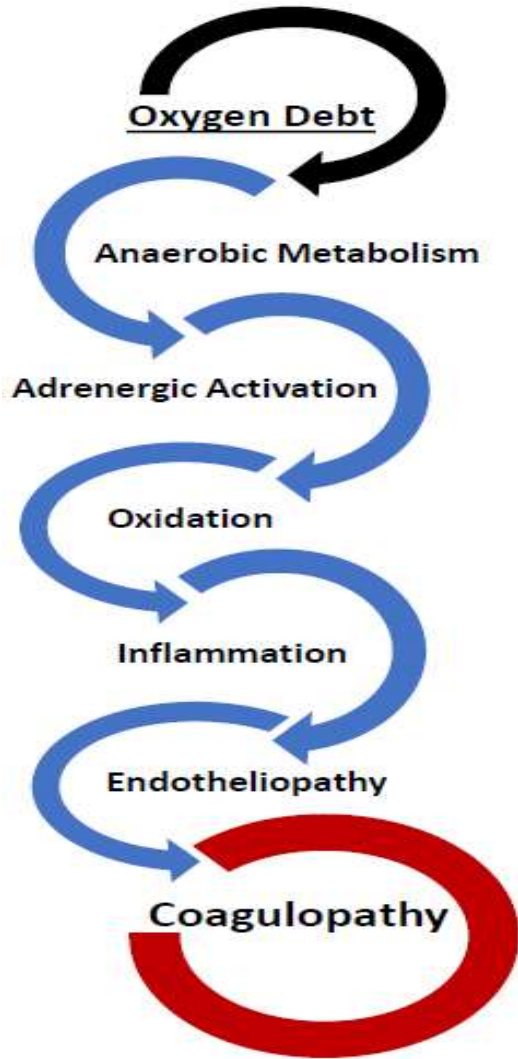 Oxygen Debt
Anaerobic Metabolism
Adrenergic Activation
Oxidation
Inflammation
Endotheliopathy
Coagulopathy